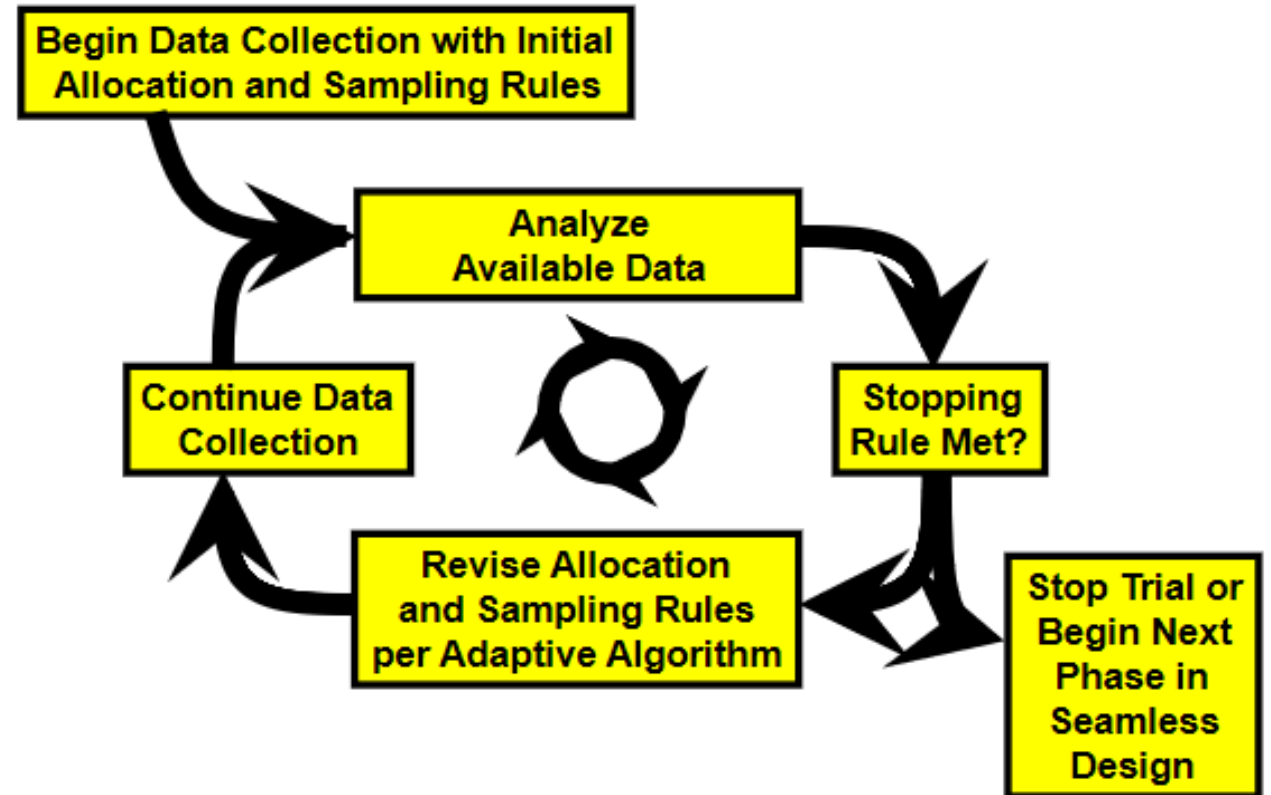 Begin Data Collection with Initial
Allocation and Sampling Rules
Analyze
Available Data
Continue Data
Collection
Stopping
Rule Met?
Revise Allocation
and Sampling Rules
per Adaptive Algorithm
Stop Trial or
Begin Next
Phase in
Seamless
Design